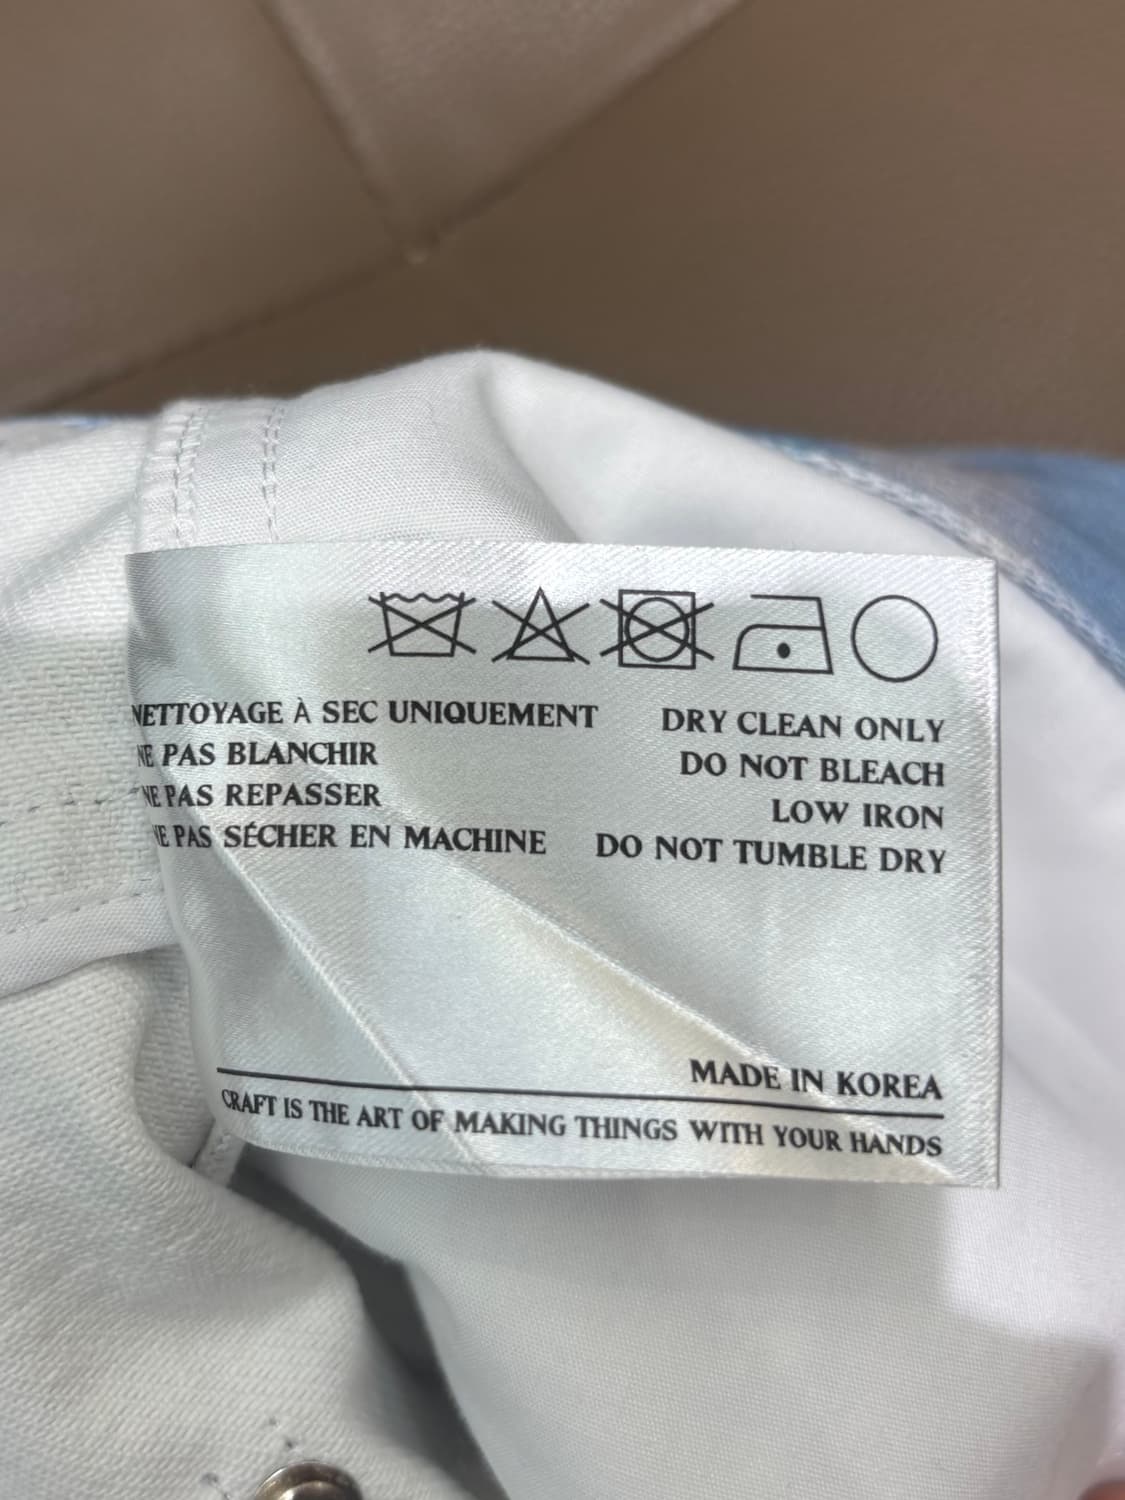 NETTOYAGE À SEC UNIQUEMENT
NE PAS BLANCHIR
NE PAS REPASSER
NE PAS SÉCHER EN MACHINE
DRY CLEAN ONLY
DO NOT BLEACH
LOW IRON
DO NOT TUMBLE DRY
MADE IN KOREA
CRAFT IS THE ART OF MAKING THINGS WITH YOUR HANDS